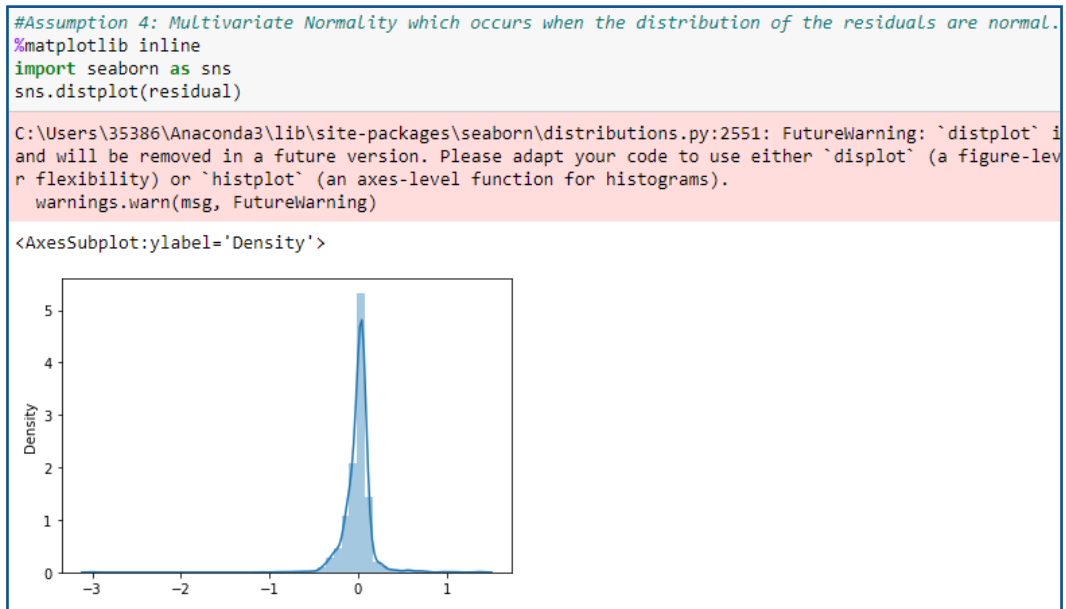 #Assumption 4: Multivariate Normality which occurs when the distribution of the residuals are normal.
%matplotlib inline
import seaborn as sns
sns.distplot(residual)
C:\Users\35386\Anaconda3\lib\site-packages\seaborn\distributions.py:2551: FutureWarning: `distplot` i
and will be removed in a future version. Please adapt your code to use either `displot` (a figure-lev
r flexibility) or `histplot` (an axes-level function for histograms).
warnings.warn(msg, FutureWarning)
<AxesSubplot:ylabel='Density'>
5
4
3
2
1
0
Density
−3 −2 −1 0 1